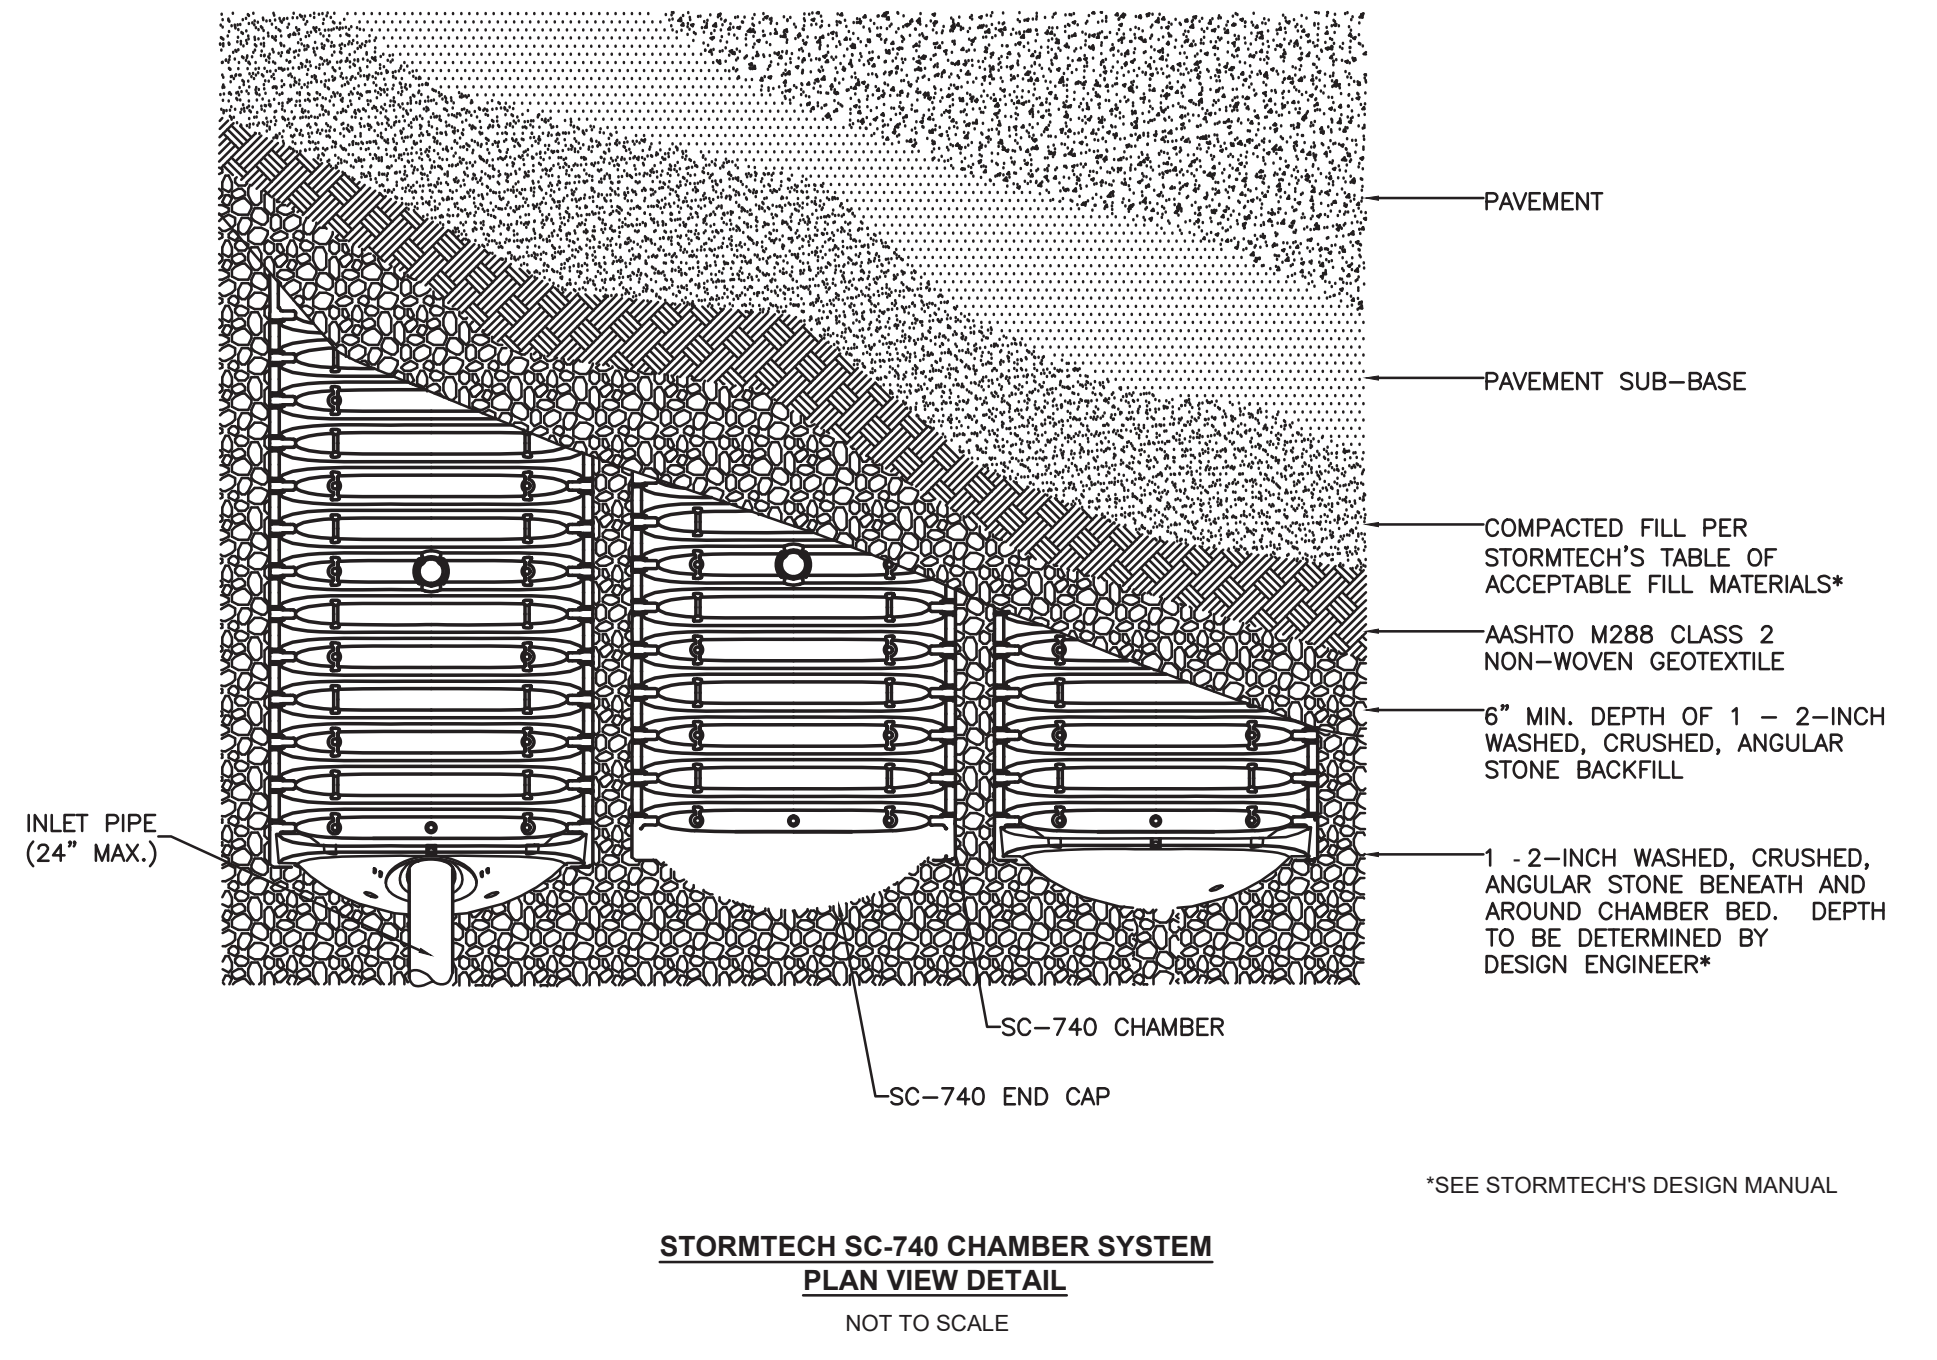 PAVEMENT
PAVEMENT SUB-BASE
COMPACTED FILL PER
STORMTECH'S TABLE OF
ACCEPTABLE FILL MATERIALS*
AASHTO M288 CLASS 2
NON-WOVEN GEOTEXTILE
6" MIN. DEPTH OF 1 - 2-INCH
WASHED, CRUSHED, ANGULAR
STONE BACKFILL
INLET PIPE
(24" MAX.)
1 -2-INCH WASHED, CRUSHED,
ANGULAR STONE BENEATH AND
AROUND CHAMBER BED. DEPTH
TO BE DETERMINED BY
DESIGN ENGINEER*
SC-740 CHAMBER
SC-740 END CAP
*SEE STORMTECH'S DESIGN MANUAL
STORMTECH SC-740 CHAMBER SYSTEM
PLAN VIEW DETAIL
NOT TO SCALE